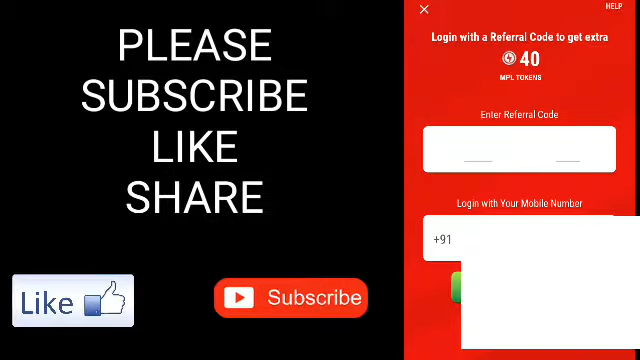 PLEASE
SUBSCRIBE
LIKE
SHARE
Like
Subscribe
HELP
Login with a Referral Code to get extra
40
MPL TOKENS
Enter Referral Code
Login with Your Mobile Number
+91